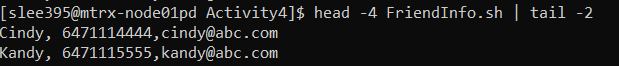 [slee395@mtrx-node01pd Activity4]$ head -4 FriendInfo.sh | tail -2
Cindy, 6471114444,cindy@abc.com
Kandy, 6471115555,kandy@abc.com